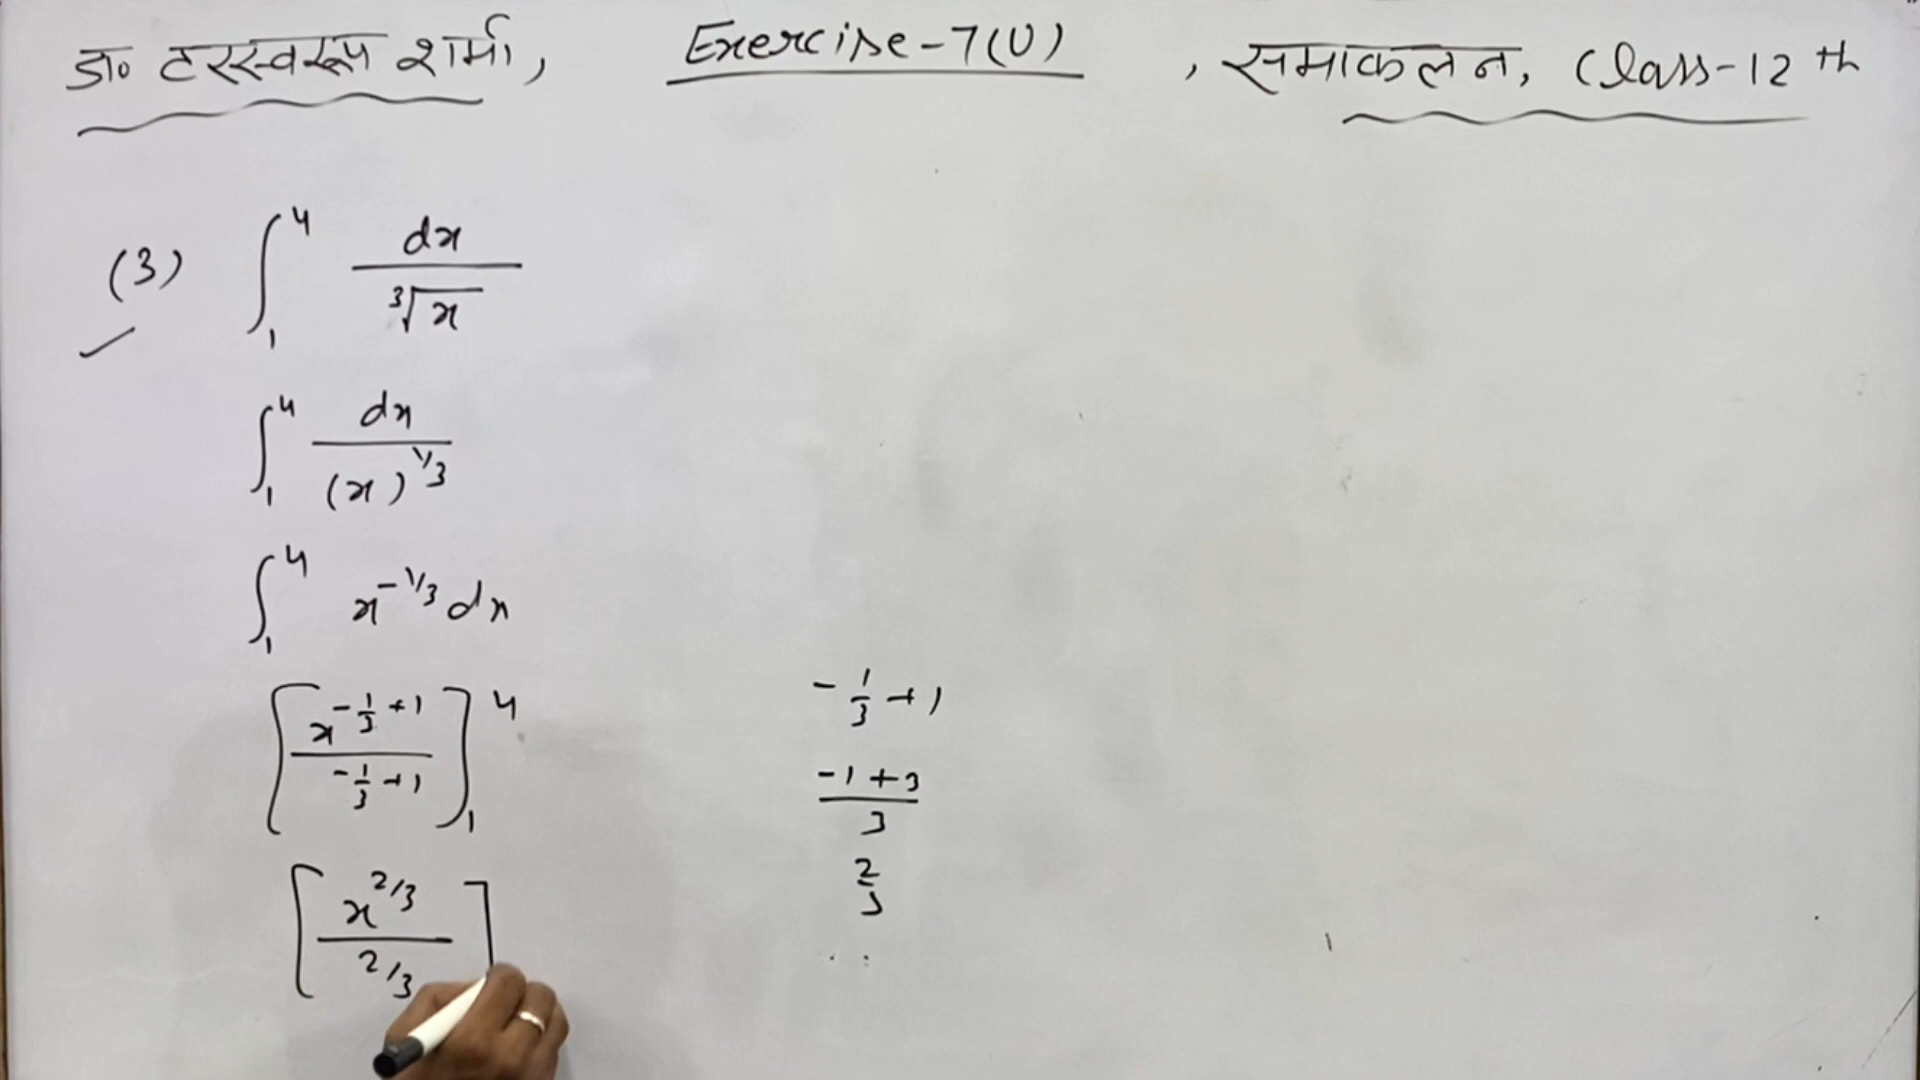 डा० टरस्वरूप शर्मा, Exercise-7(U) , समाकलन, Class-12th
(3) ∫₁⁴ dx / ∛x
∫₁⁴ dx / (x)^1/3
∫₁⁴ x^-1/3 dx
[x^(-1/3 + 1) / (-1/3 + 1)]₁⁴
[x^2/3 / 2/3]
-1/3 + 1
(-1 + 3) / 3
2/3